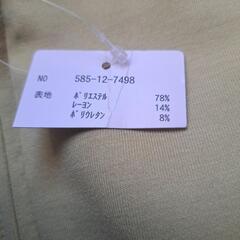 NO 585-12-7498
表地 ポリエステル 78%
レーヨン 14%
ポリウレタン 8%